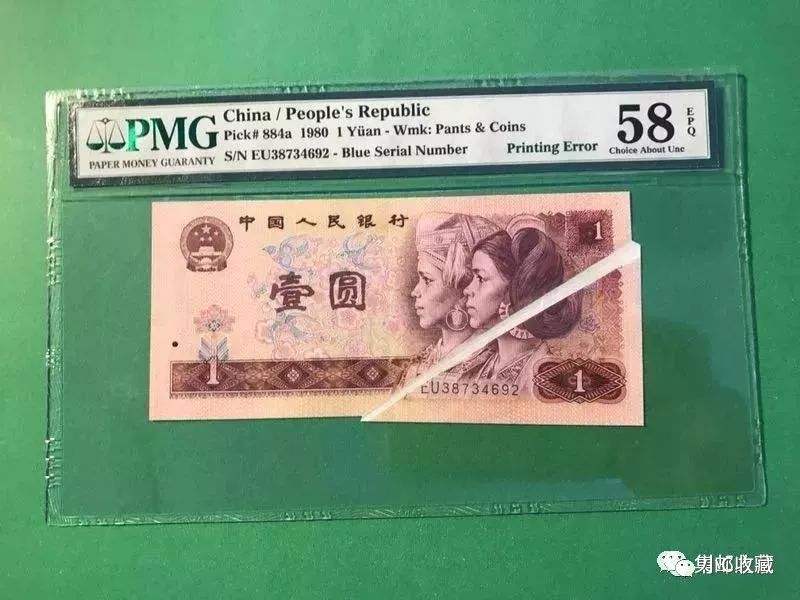 China / People's Republic
PMG
PAPER MONEY GUARANTY
Pick# 884a 1980 1 Yüan - Wmk: Pants & Coins
S/N EU38734692 - Blue Serial Number
Printing Error
58
EPQ
Choice About Unc
中国人民银行
1
壹圆
1
EU38734692
1
集邮收藏